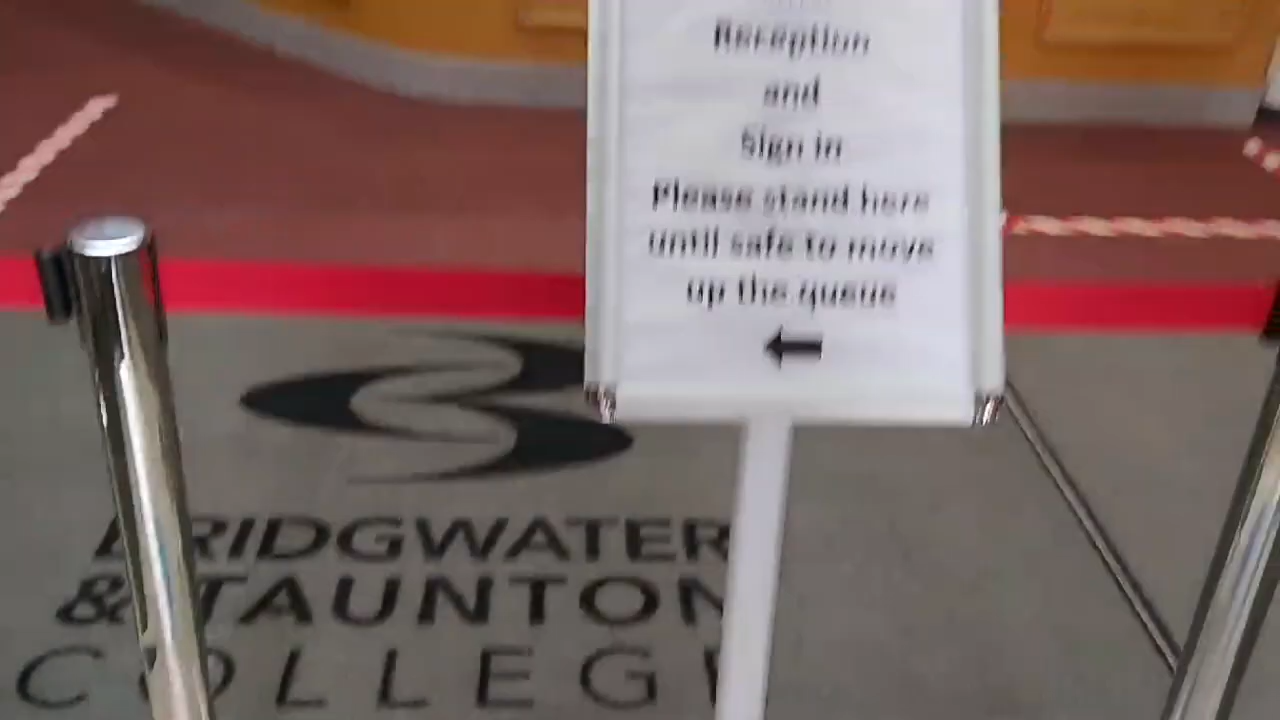 Reception
and
Sign in
Please stand here
until safe to move
up the queue
BRIDGWATER
& TAUNTON
COLLEGE